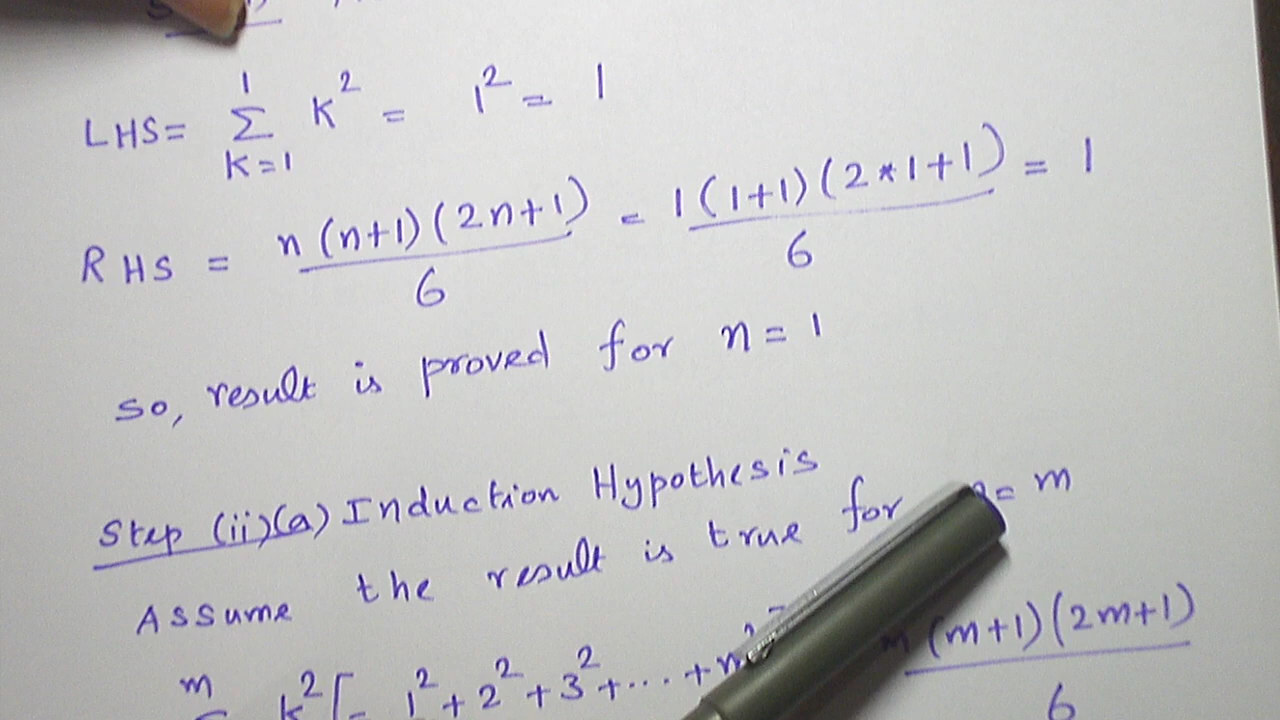 1
LHS = Σ k² = 1² = 1
K=1
RHS = n(n+1)(2n+1) = 1(1+1)(2*1+1) = 1
6 6
so, result is proved for n = 1
Step (ii)(a) Induction Hypothesis
Assume the result is true for = m
m
k² [= 1² + 2² + 3² + .... + (m+1)(2m+1)
6